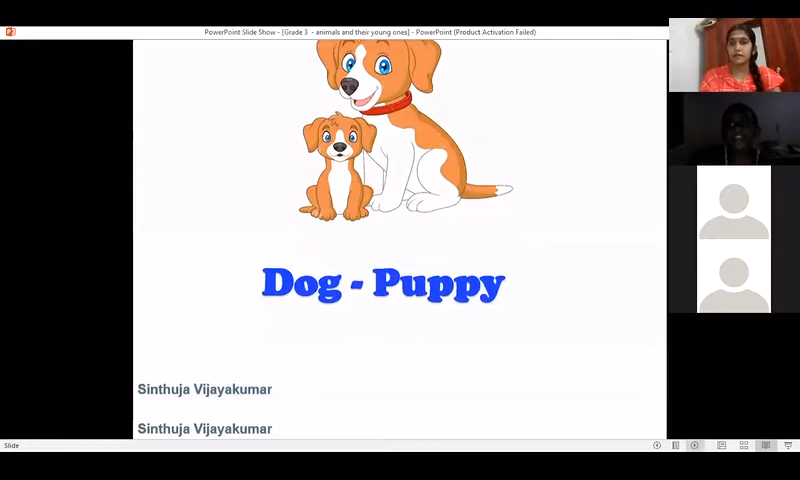 PowerPoint Slide Show - [Grade 3 - animals and their young ones] - PowerPoint (Product Activation Failed)
Dog - Puppy
Sinthuja Vijayakumar
Sinthuja Vijayakumar
Slide